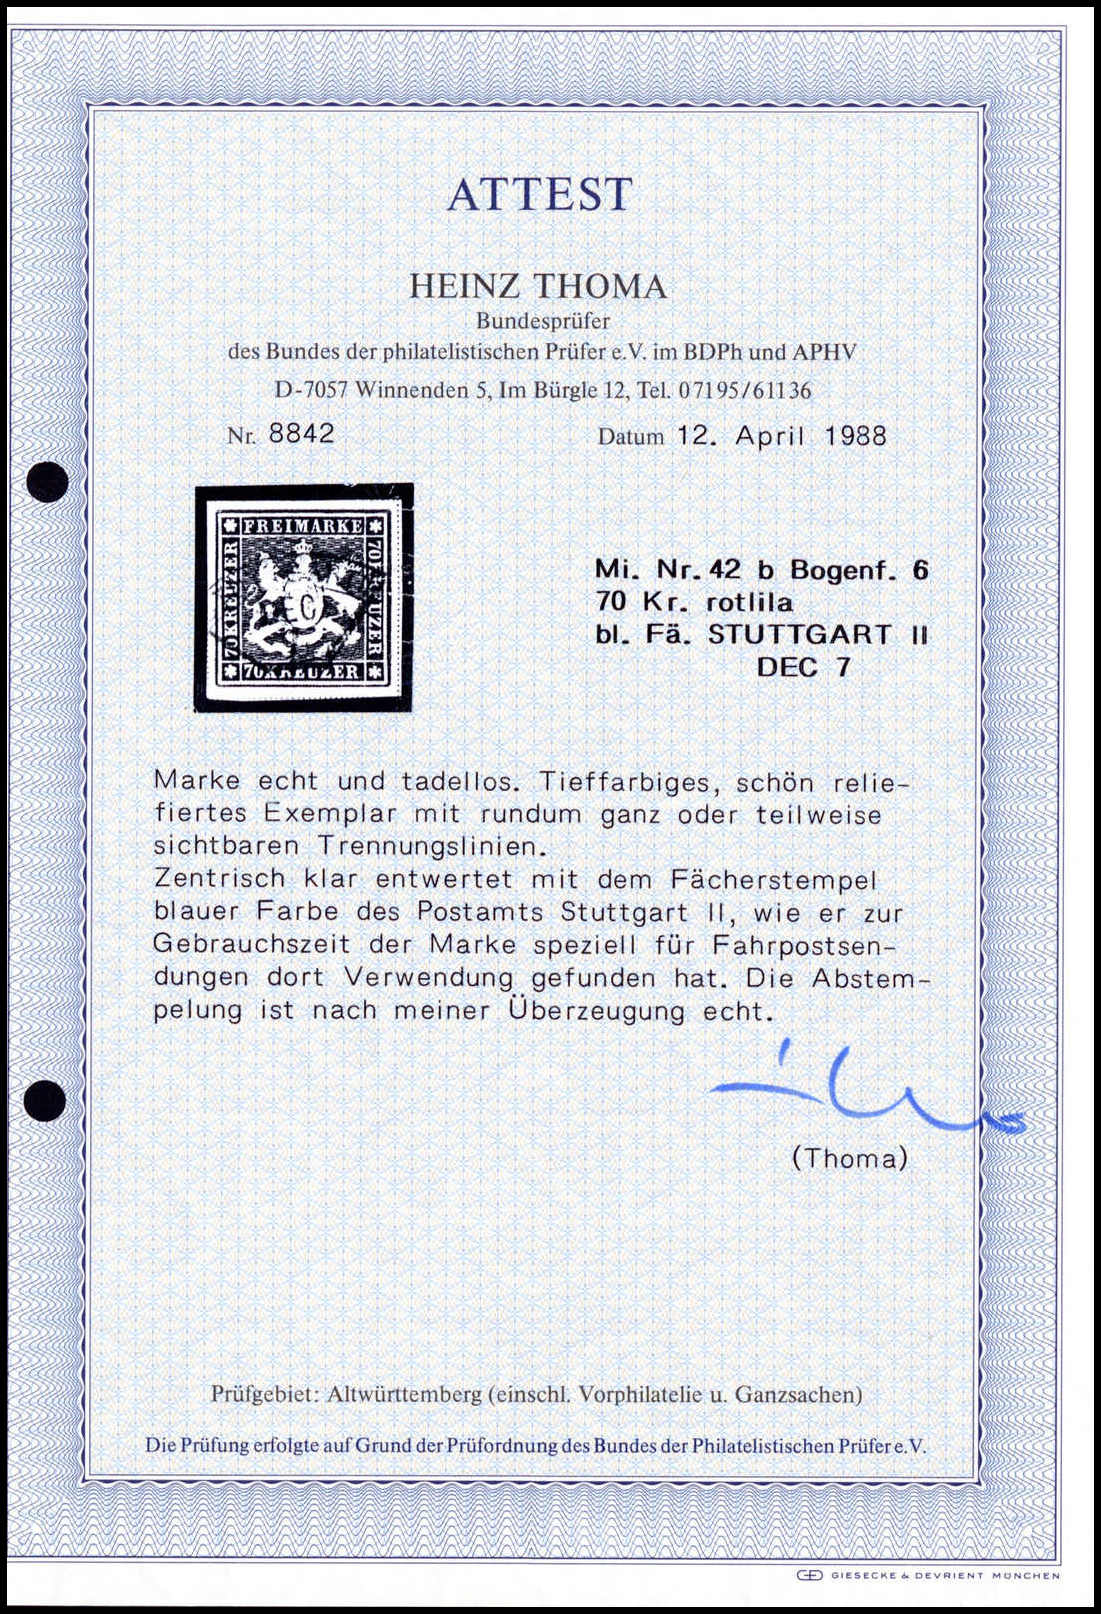 ATTEST
HEINZ THOMA
Bundesprüfer
des Bundes der philatelistischen Prüfer e.V. im BDPh und APHV
D-7057 Winnenden 5, Im Bürgle 12, Tel. 07195/61136
Nr. 8842 Datum 12. April 1988
FREIMARKE
70 KREUZER
70 KREUZER
70 KREUZER
Mi. Nr. 42 b Bogenf. 6
70 Kr. rotlila
bl. Fä. STUTTGART II
DEC 7
Marke echt und tadellos. Tieffarbiges, schön relie-
fiertes Exemplar mit rundum ganz oder teilweise
sichtbaren Trennungslinien.
Zentrisch klar entwertet mit dem Fächerstempel
blauer Farbe des Postamts Stuttgart II, wie er zur
Gebrauchszeit der Marke speziell für Fahrpostsen-
dungen dort Verwendung gefunden hat. Die Abstem-
pelung ist nach meiner Überzeugung echt.
(Thoma)
Prüfgebiet: Altwürttemberg (einschl. Vorphilatelie u. Ganzsachen)
Die Prüfung erfolgte auf Grund der Prüfordnung des Bundes der Philatelistischen Prüfer e.V.
GIESECKE & DEVRIENT MÜNCHEN